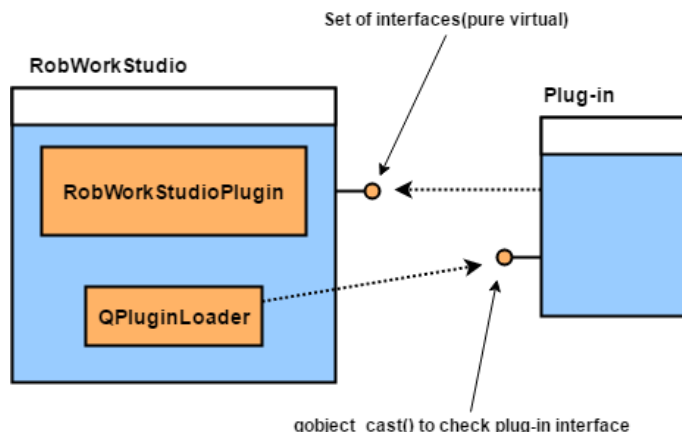 Set of interfaces(pure virtual)
RobWorkStudio
Plug-in
RobWorkStudioPlugin
QPluginLoader
qobject_cast() to check plug-in interface